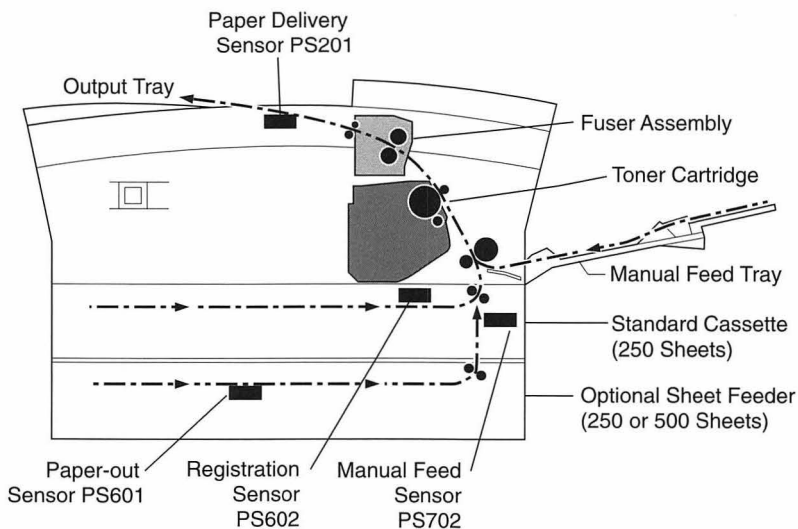 Paper Delivery
Sensor PS201
Output Tray
Fuser Assembly
Toner Cartridge
Manual Feed Tray
Standard Cassette
(250 Sheets)
Optional Sheet Feeder
(250 or 500 Sheets)
Paper-out
Sensor PS601
Registration
Sensor
PS602
Manual Feed
Sensor
PS702